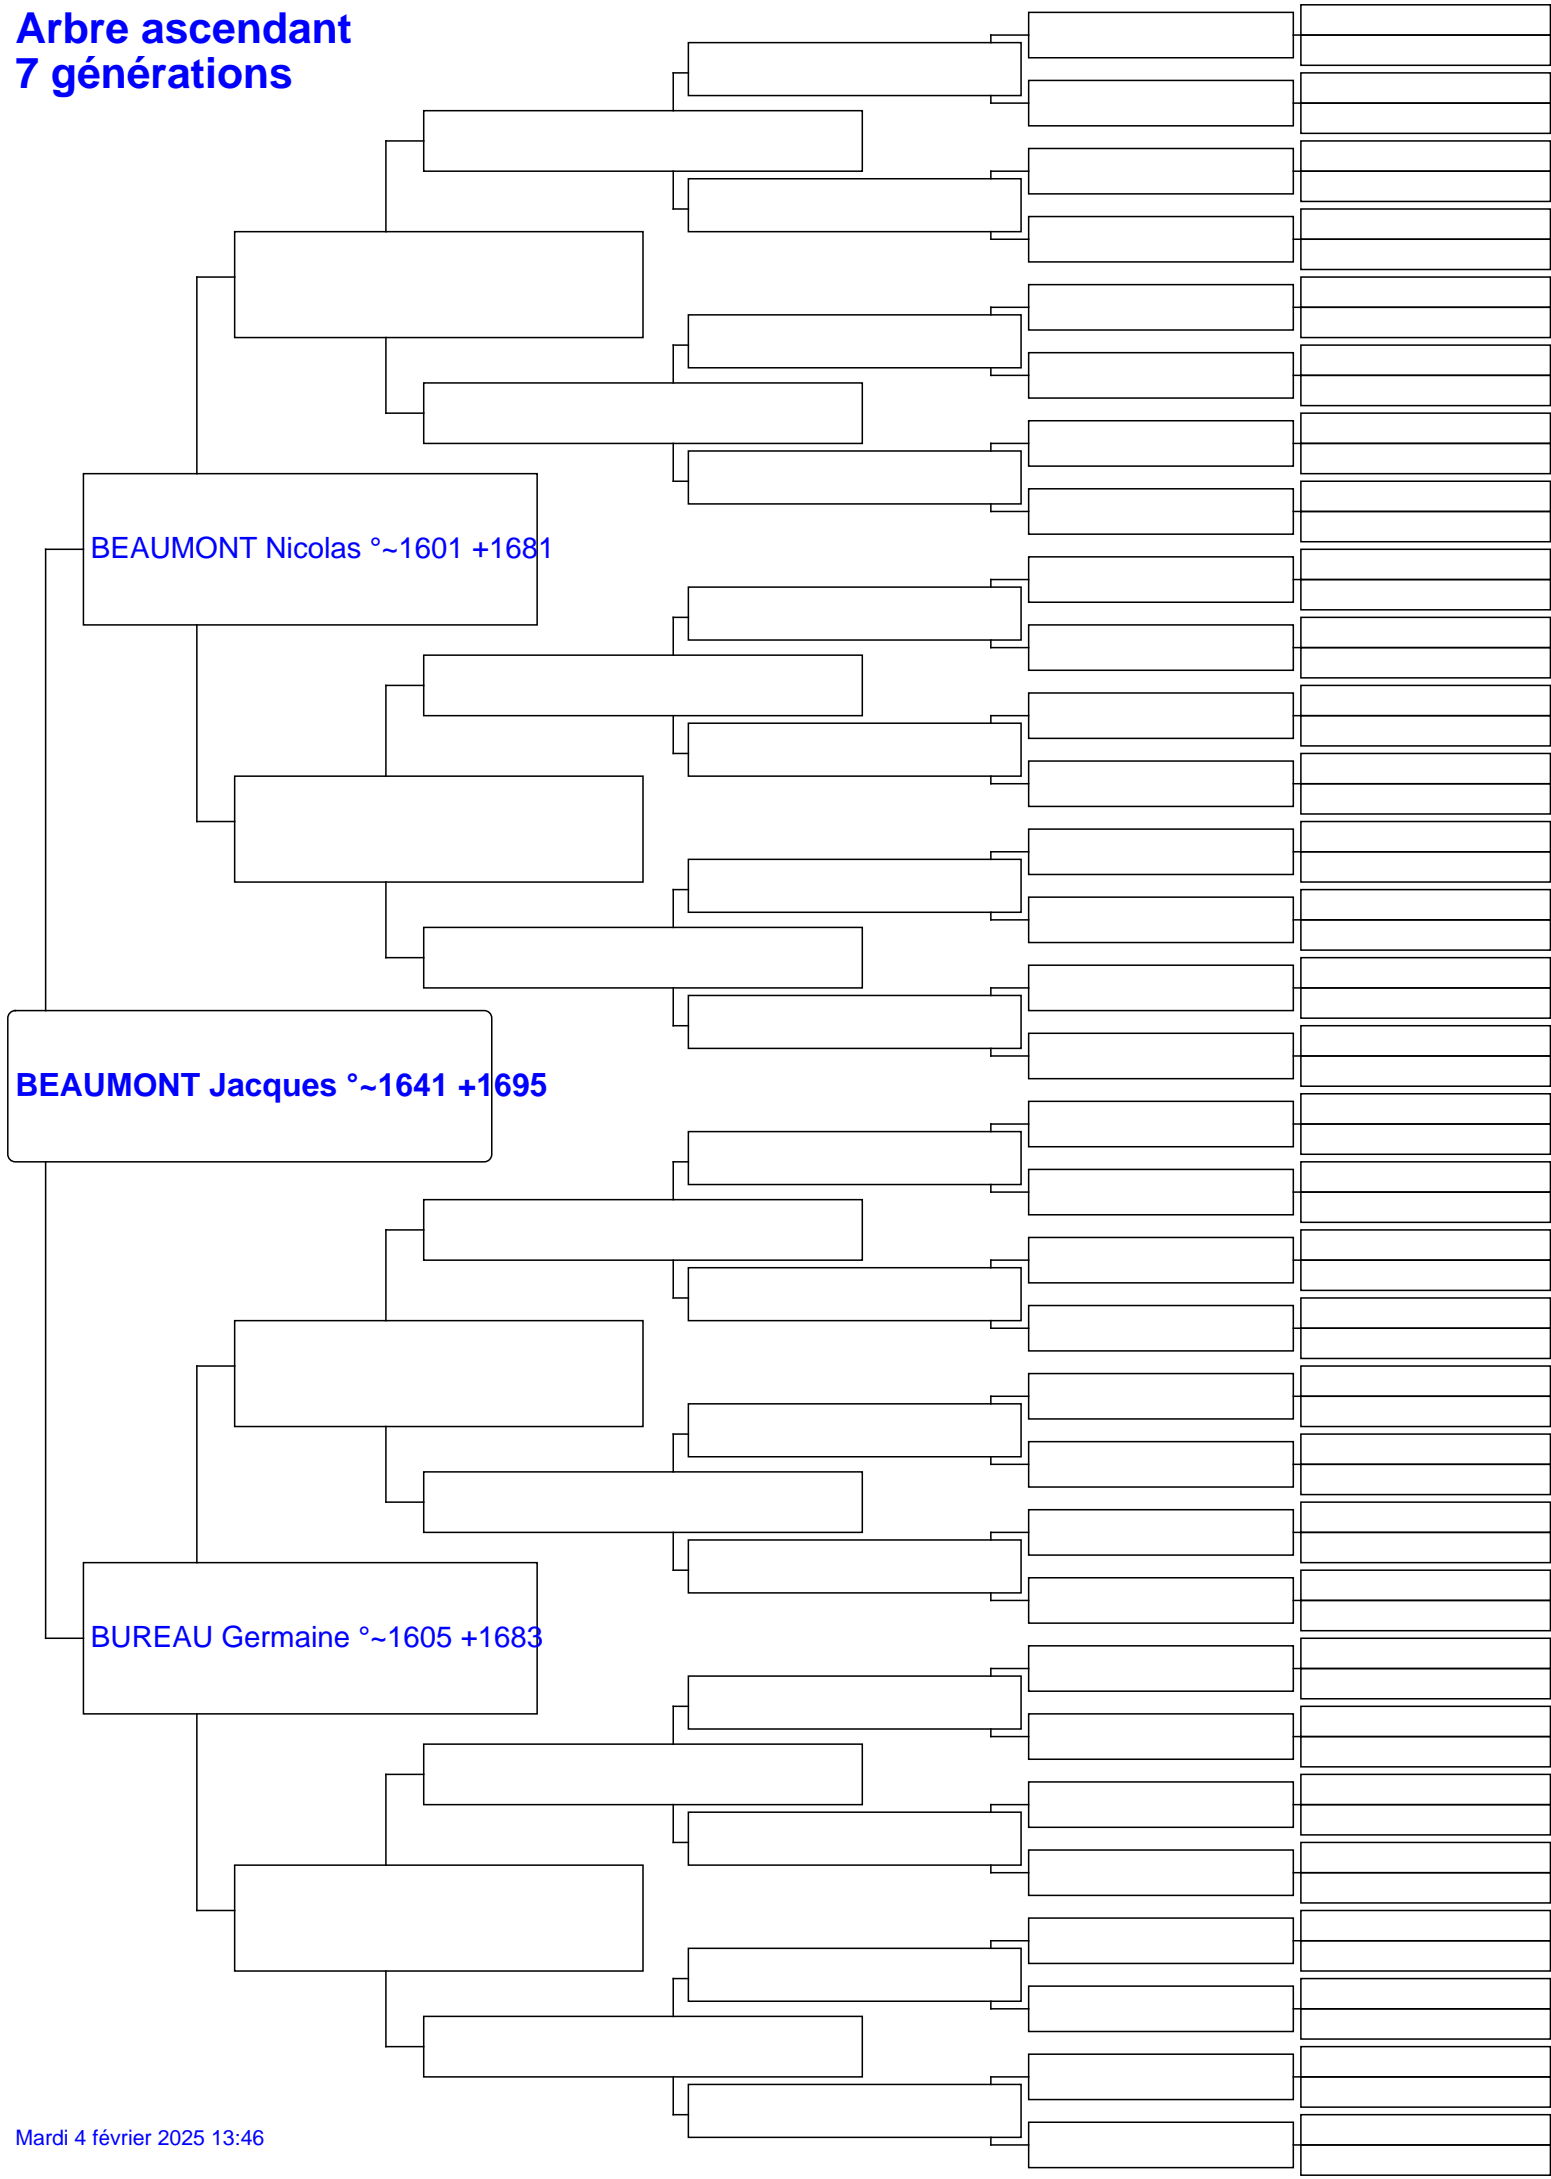 Arbre ascendant
7 générations
BEAUMONT Nicolas °~1601 +1681
BEAUMONT Jacques °~1641 +1695
BUREAU Germaine °~1605 +1683
Mardi 4 février 2025 13:46